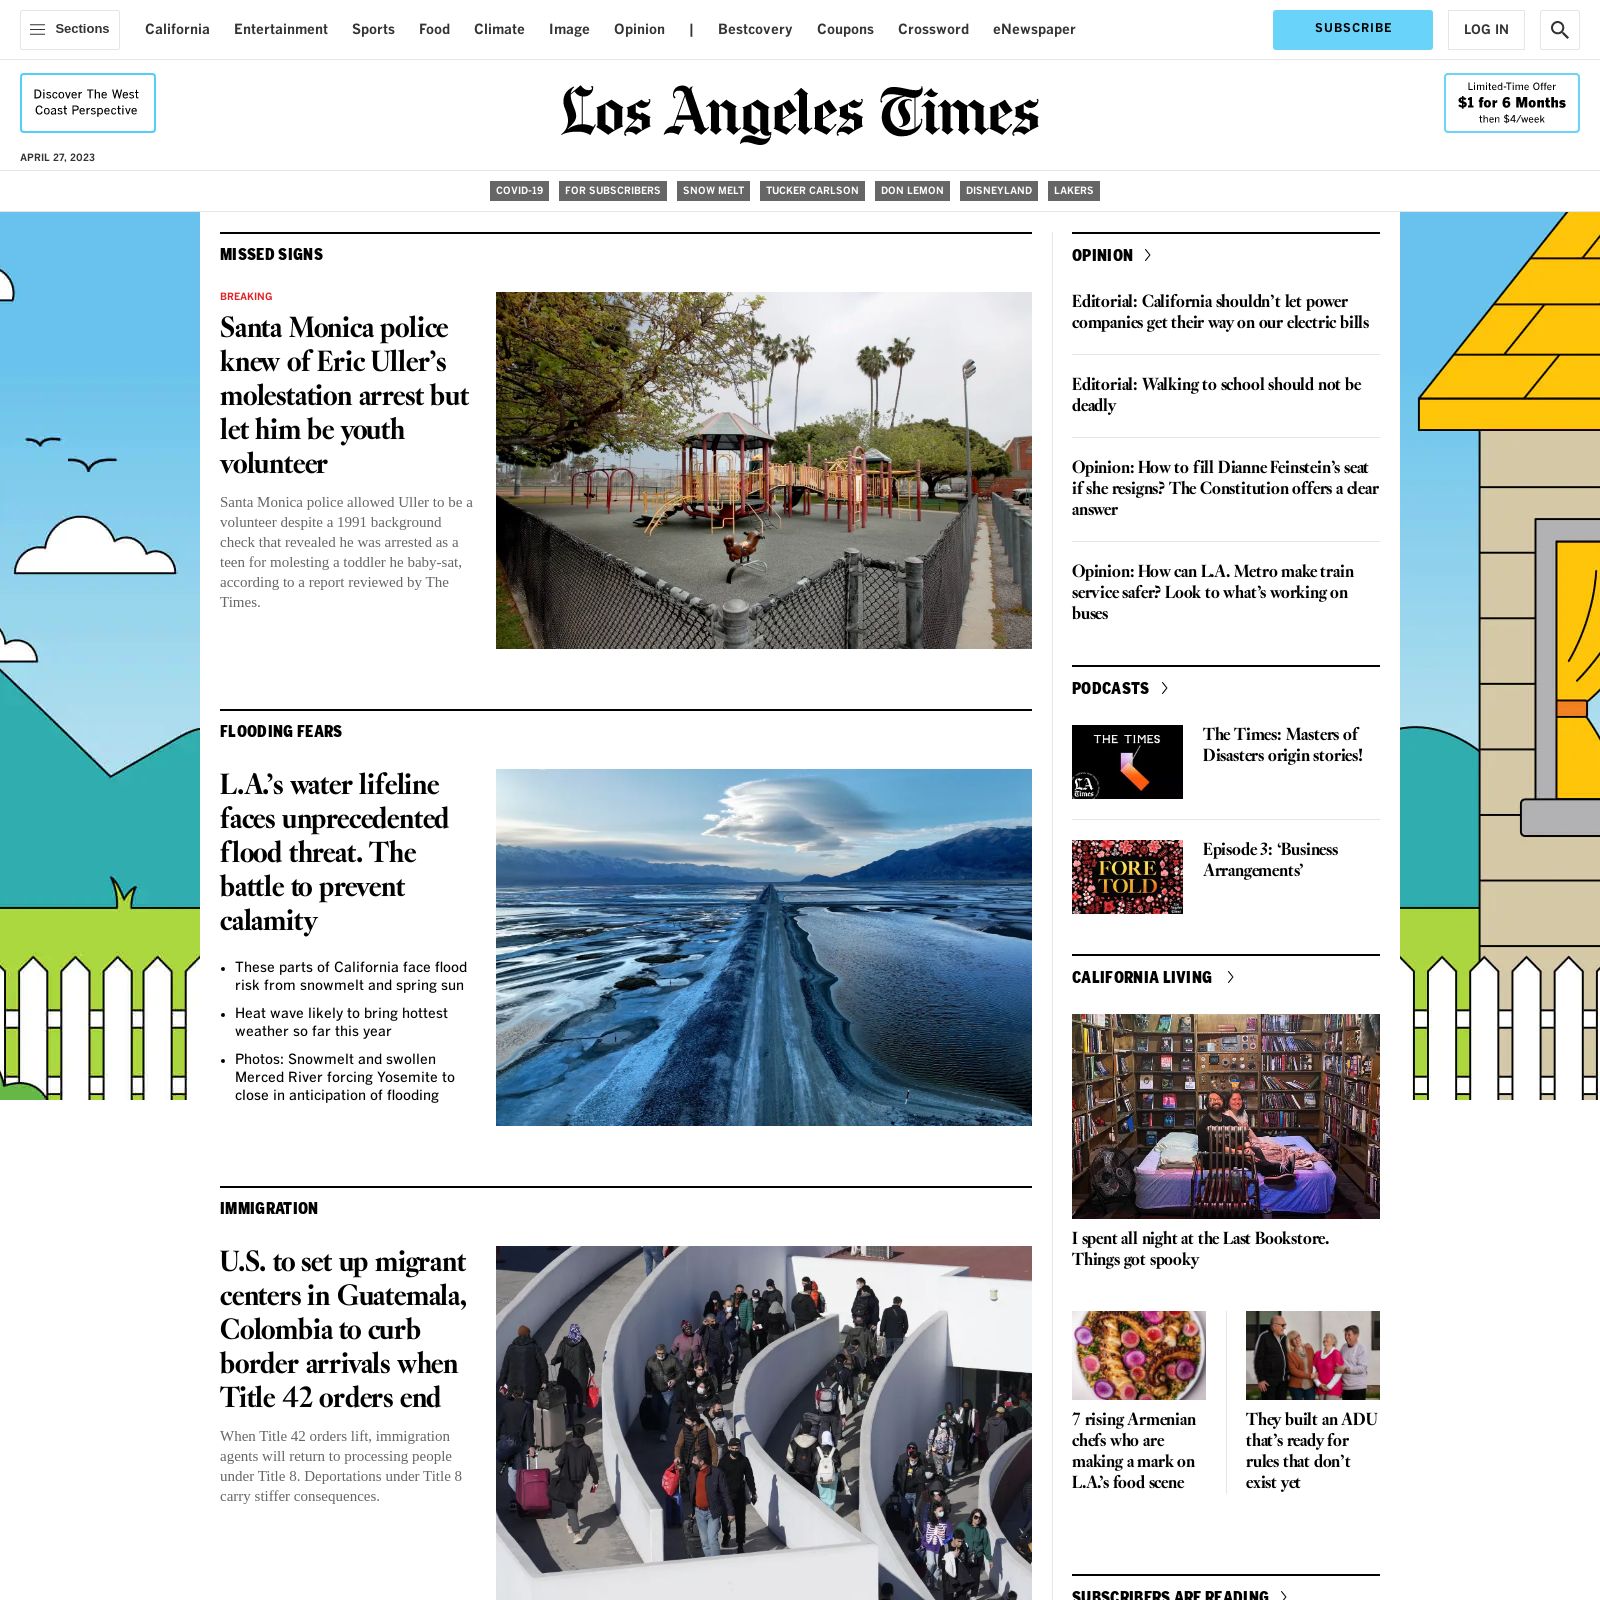 Sections California Entertainment Sports Food Climate Image Opinion | Bestcovery Coupons Crossword eNewspaper SUBSCRIBE LOG IN
Discover The West
Coast Perspective
Los Angeles Times
Limited-Time Offer
$1 for 6 Months
then $4/week
APRIL 27, 2023
COVID-19 FOR SUBSCRIBERS SNOW MELT TUCKER CARLSON DON LEMON DISNEYLAND LAKERS
MISSED SIGNS
BREAKING
Santa Monica police
knew of Eric Uller’s
molestation arrest but
let him be youth
volunteer
Santa Monica police allowed Uller to be a
volunteer despite a 1991 background
check that revealed he was arrested as a
teen for molesting a toddler he baby-sat,
according to a report reviewed by The
Times.
FLOODING FEARS
L.A.’s water lifeline
faces unprecedented
flood threat. The
battle to prevent
calamity
• These parts of California face flood
risk from snowmelt and spring sun
• Heat wave likely to bring hottest
weather so far this year
• Photos: Snowmelt and swollen
Merced River forcing Yosemite to
close in anticipation of flooding
IMMIGRATION
U.S. to set up migrant
centers in Guatemala,
Colombia to curb
border arrivals when
Title 42 orders end
When Title 42 orders lift, immigration
agents will return to processing people
under Title 8. Deportations under Title 8
carry stiffer consequences.
OPINION
Editorial: California shouldn’t let power
companies get their way on our electric bills
Editorial: Walking to school should not be
deadly
Opinion: How to fill Dianne Feinstein’s seat
if she resigns? The Constitution offers a clear
answer
Opinion: How can L.A. Metro make train
service safer? Look to what’s working on
buses
PODCASTS
THE TIMES
LA
Times
The Times: Masters of
Disasters origin stories!
FORE
TOLD
Episode 3: ‘Business
Arrangements’
CALIFORNIA LIVING
I spent all night at the Last Bookstore.
Things got spooky
7 rising Armenian
chefs who are
making a mark on
L.A.’s food scene
They built an ADU
that’s ready for
rules that don’t
exist yet
SUBSCRIBERS ARE READING